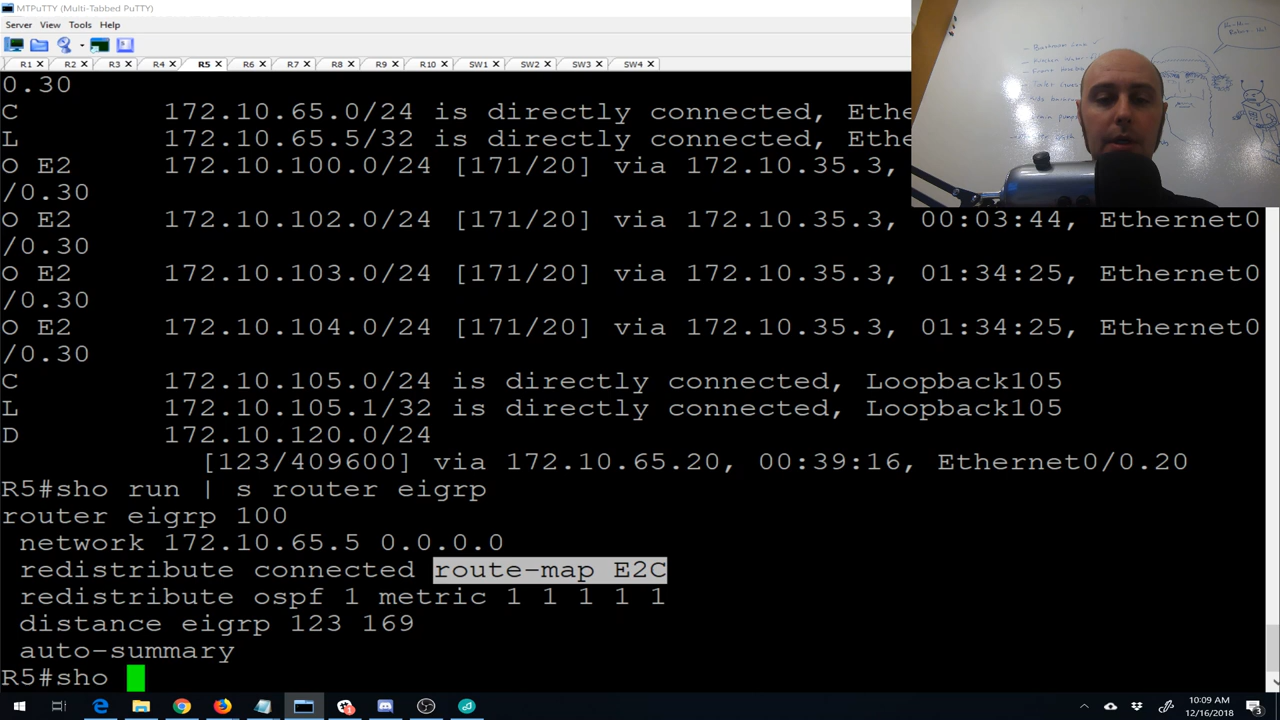 MTPuTTY (Multi-Tabbed PuTTY)
Server View Tools Help
R1 × R2 × R3 × R4 × R5 × R6 × R7 × R8 × R9 × R10 × SW1 × SW2 × SW3 × SW4 ×
0.30
C 172.10.65.0/24 is directly connected, Ethe
L 172.10.65.5/32 is directly connected, Ethe
O E2 172.10.100.0/24 [171/20] via 172.10.35.3,
/0.30
O E2 172.10.102.0/24 [171/20] via 172.10.35.3, 00:03:44, Ethernet0
/0.30
O E2 172.10.103.0/24 [171/20] via 172.10.35.3, 01:34:25, Ethernet0
/0.30
O E2 172.10.104.0/24 [171/20] via 172.10.35.3, 01:34:25, Ethernet0
/0.30
C 172.10.105.0/24 is directly connected, Loopback105
L 172.10.105.1/32 is directly connected, Loopback105
D 172.10.120.0/24
[123/409600] via 172.10.65.20, 00:39:16, Ethernet0/0.20
R5#sho run | s router eigrp
router eigrp 100
network 172.10.65.5 0.0.0.0
redistribute connected route-map E2C
redistribute ospf 1 metric 1 1 1 1 1
distance eigrp 123 169
auto-summary
R5#sho
10:09 AM
12/16/2018
3